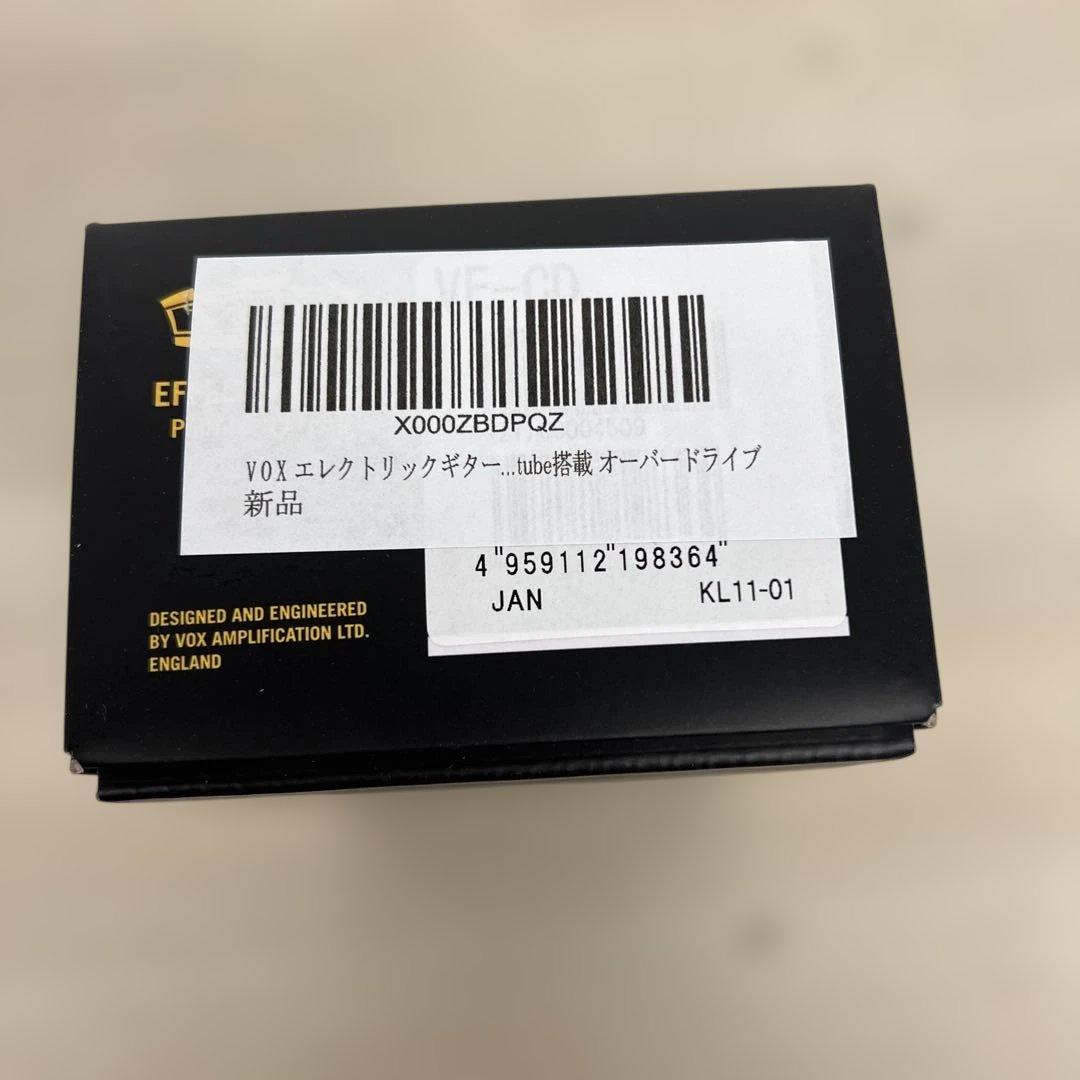 VE-CD
X000ZBDPQZ
VOX エレクトリックギター...tube搭載 オーバードライブ
新品
4 "959112"198364"
JAN KL11-01
DESIGNED AND ENGINEERED
BY VOX AMPLIFICATION LTD.
ENGLAND